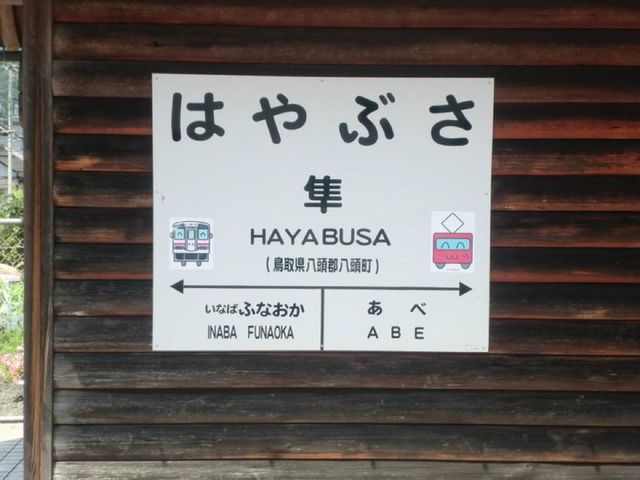 はやぶさ
隼
HAYABUSA
(鳥取県八頭郡八頭町)
いなばふなおか
INABA FUNAOKA
あべ
ABE